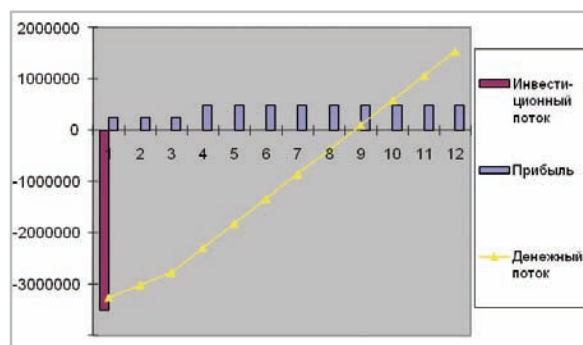 2000000
1000000
0
-1000000
-2000000
-3000000
1 2 3 4 5 6 7 8 9 10 11 12
Инвести-
ционный
поток
Прибыль
Денежный
поток